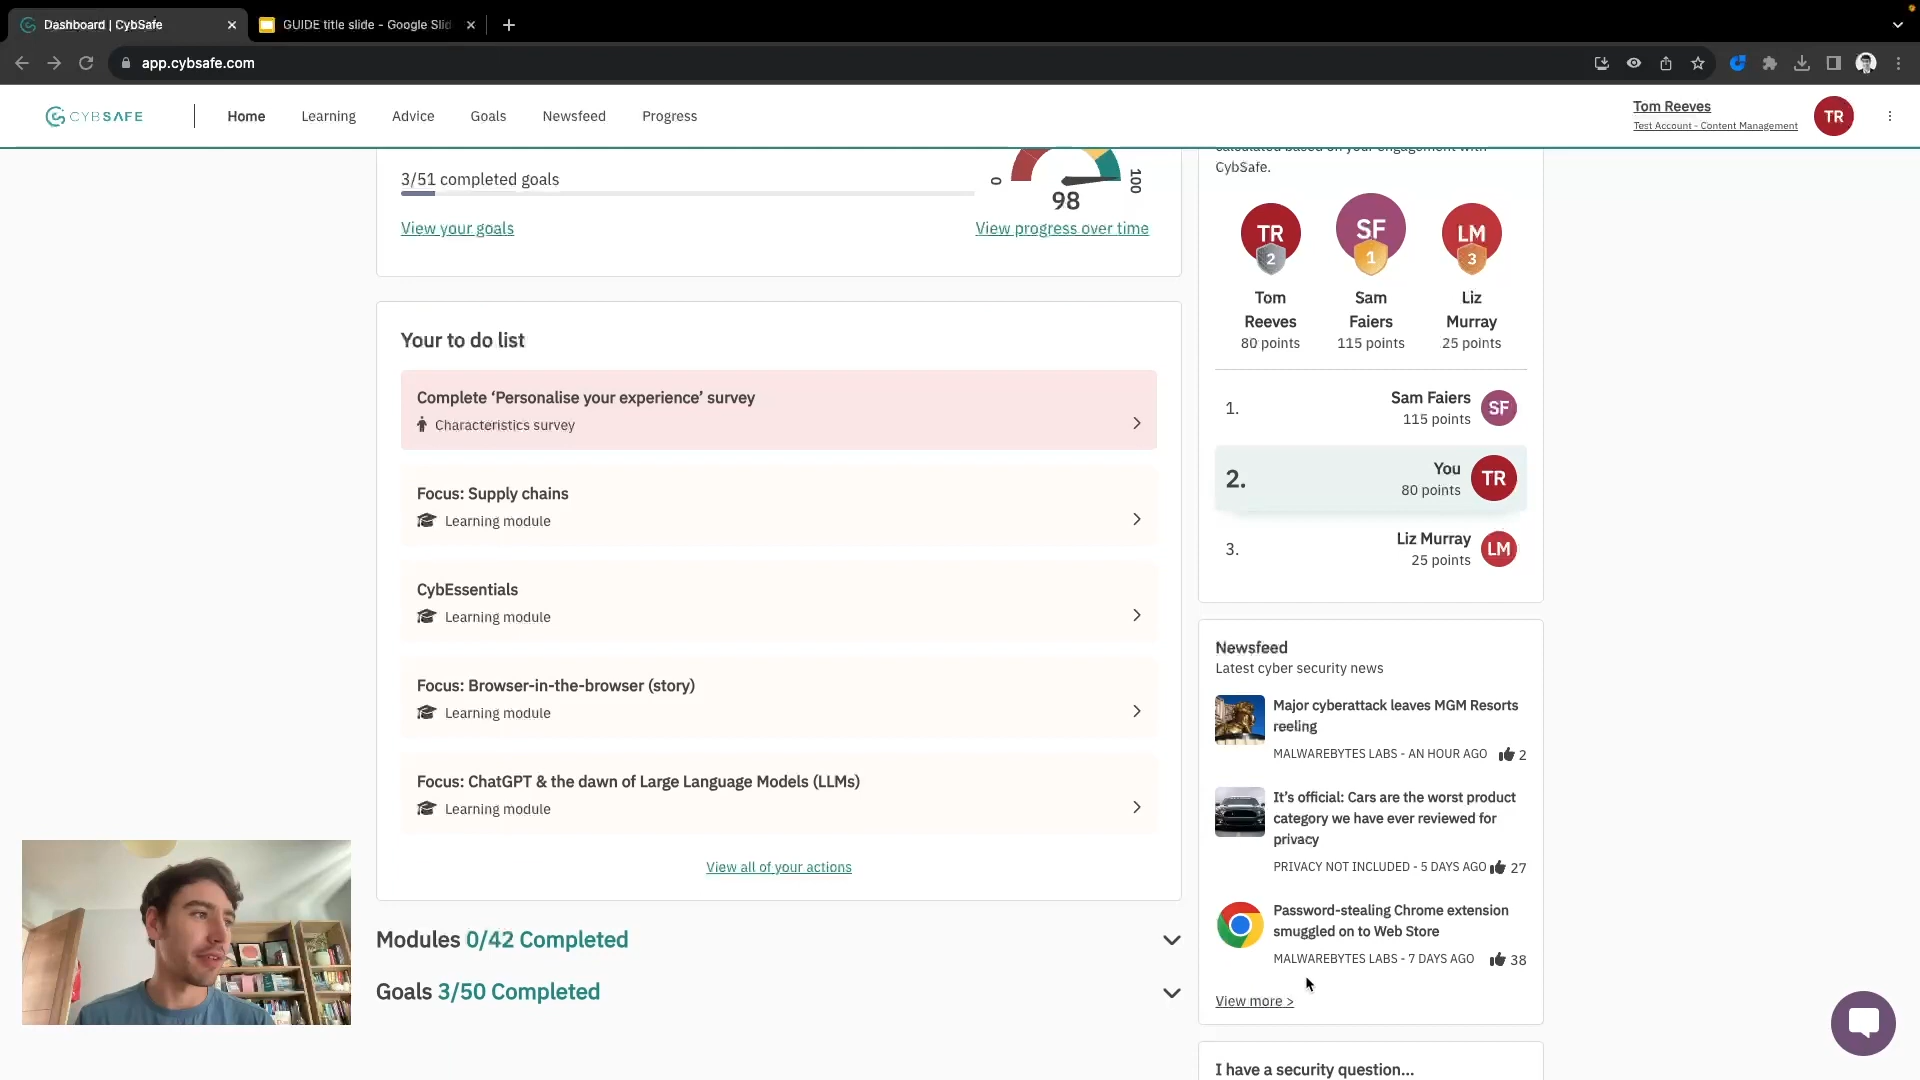 Dashboard | CybSafe
GUIDE title slide - Google Slid
app.cybsafe.com
CYBSAFE
Home
Learning
Advice
Goals
Newsfeed
Progress
Tom Reeves
Test Account - Content Management
TR
3/51 completed goals
0
100
98
View your goals
View progress over time
Your to do list
Complete ‘Personalise your experience’ survey
Characteristics survey
Focus: Supply chains
Learning module
CybEssentials
Learning module
Focus: Browser-in-the-browser (story)
Learning module
Focus: ChatGPT & the dawn of Large Language Models (LLMs)
Learning module
View all of your actions
Modules 0/42 Completed
Goals 3/50 Completed
calculated based on your engagement with
CybSafe.
TR
2
SF
1
LM
3
Tom
Reeves
80 points
Sam
Faiers
115 points
Liz
Murray
25 points
1.
Sam Faiers
115 points
SF
2.
You
80 points
TR
3.
Liz Murray
25 points
LM
Newsfeed
Latest cyber security news
Major cyberattack leaves MGM Resorts
reeling
MALWAREBYTES LABS - AN HOUR AGO
2
It’s official: Cars are the worst product
category we have ever reviewed for
privacy
PRIVACY NOT INCLUDED - 5 DAYS AGO
27
Password-stealing Chrome extension
smuggled on to Web Store
MALWAREBYTES LABS - 7 DAYS AGO
38
View more >
I have a security question...